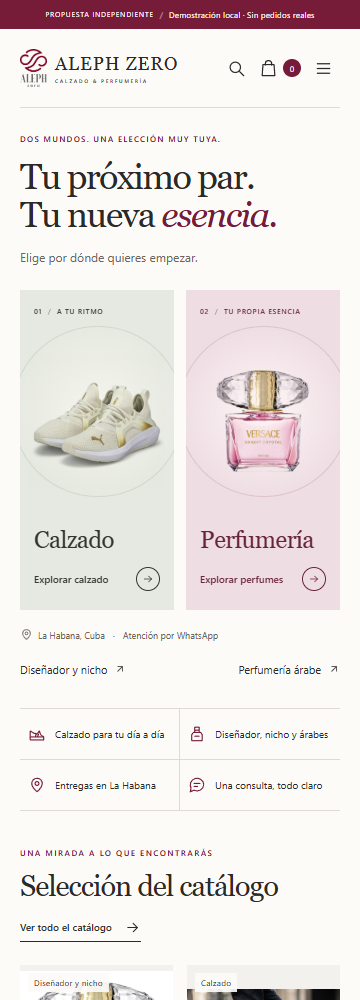 PROPUESTA INDEPENDIENTE / Demostración local · Sin pedidos reales
ALEPH
ZERO
ALEPH ZERO
CALZADO & PERFUMERÍA
0
DOS MUNDOS. UNA ELECCIÓN MUY TUYA.
Tu próximo par.
Tu nueva esencia.
Elige por dónde quieres empezar.
01 / A TU RITMO
02 / TU PROPIA ESENCIA
VERSACE
BRIGHT CRYSTAL
Calzado
Perfumería
Explorar calzado
Explorar perfumes
La Habana, Cuba · Atención por WhatsApp
Diseñador y nicho
Perfumería árabe
Calzado para tu día a día
Diseñador, nicho y árabes
Entregas en La Habana
Una consulta, todo claro
UNA MIRADA A LO QUE ENCONTRARÁS
Selección del catálogo
Ver todo el catálogo
Diseñador y nicho
Calzado